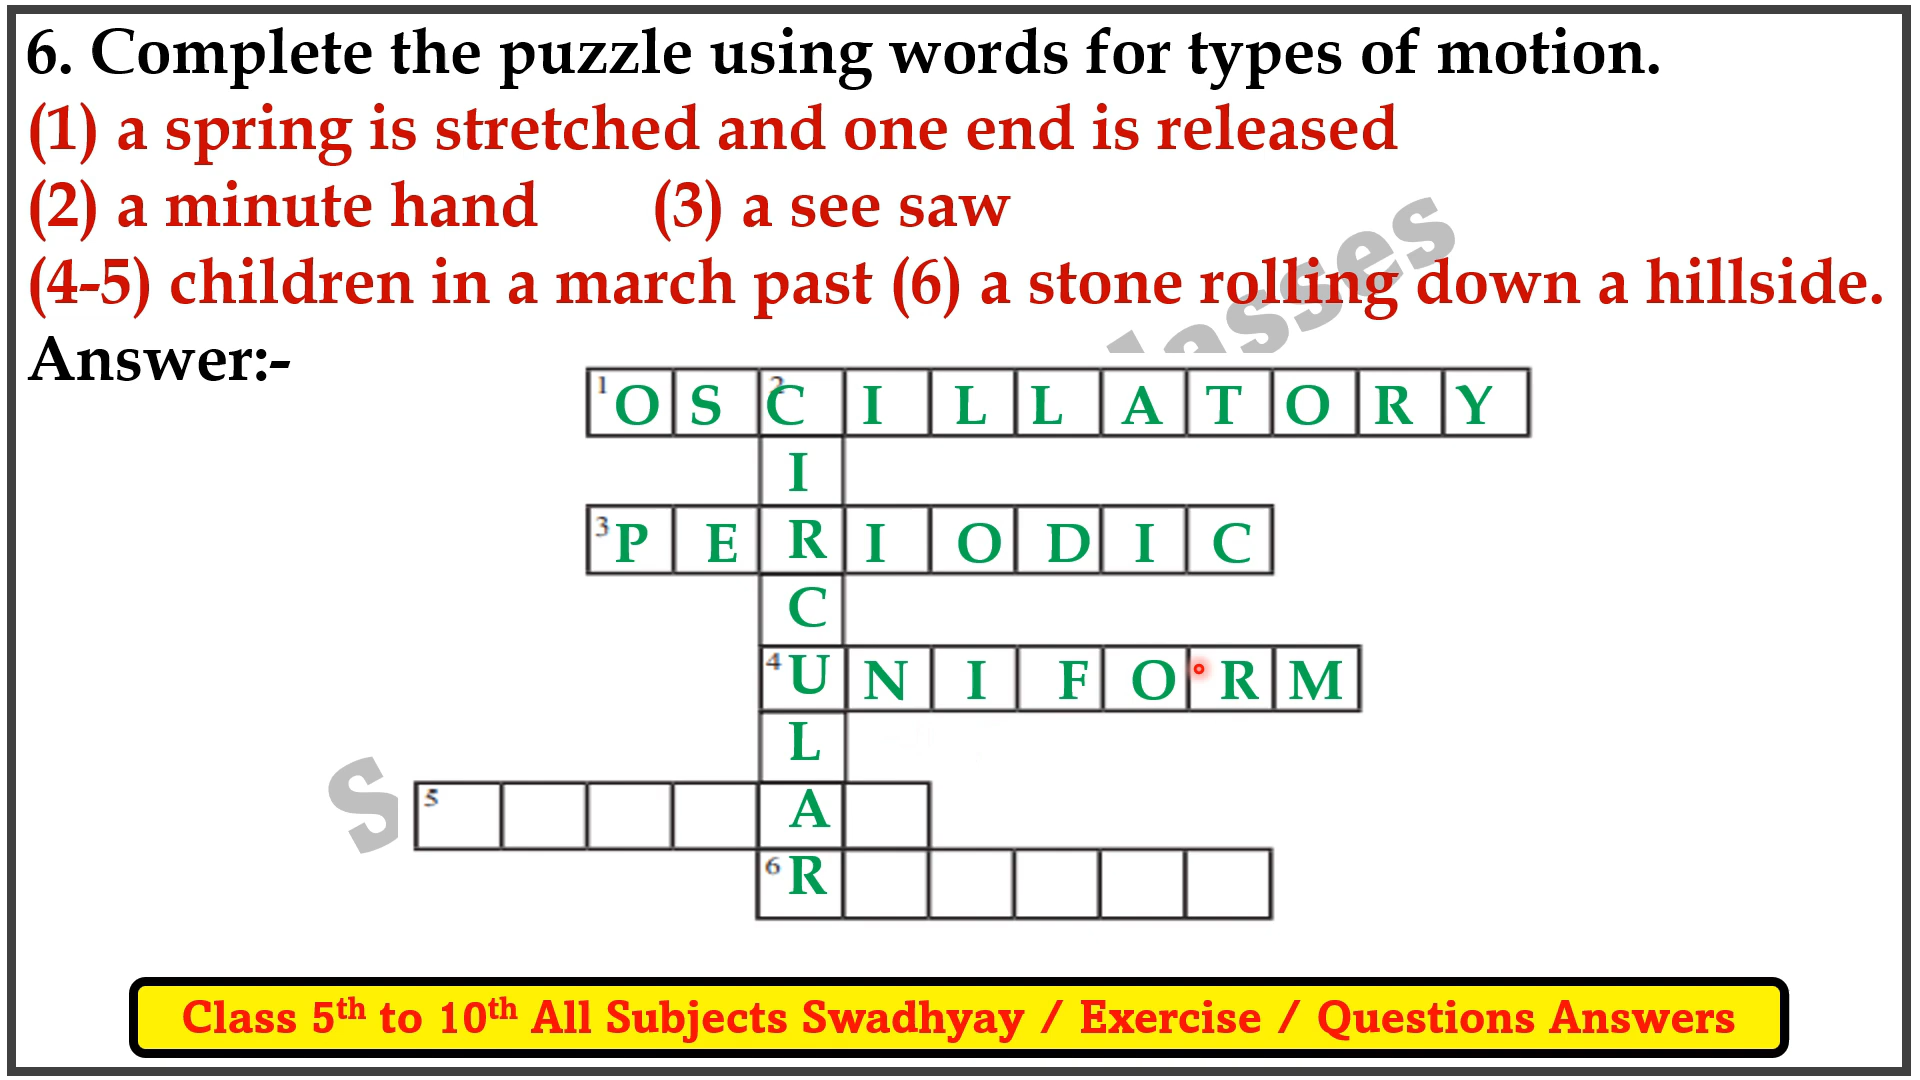 6. Complete the puzzle using words for types of motion.
(1) a spring is stretched and one end is released
(2) a minute hand (3) a see saw
(4-5) children in a march past (6) a stone rolling down a hillside.
Answer:-
1 O S 2 C I L L A T O R Y
I
3 P E R I O D I C
C
4 U N I F O R M
L
5 A
6 R
S
lasses
Class 5th to 10th All Subjects Swadhyay / Exercise / Questions Answers